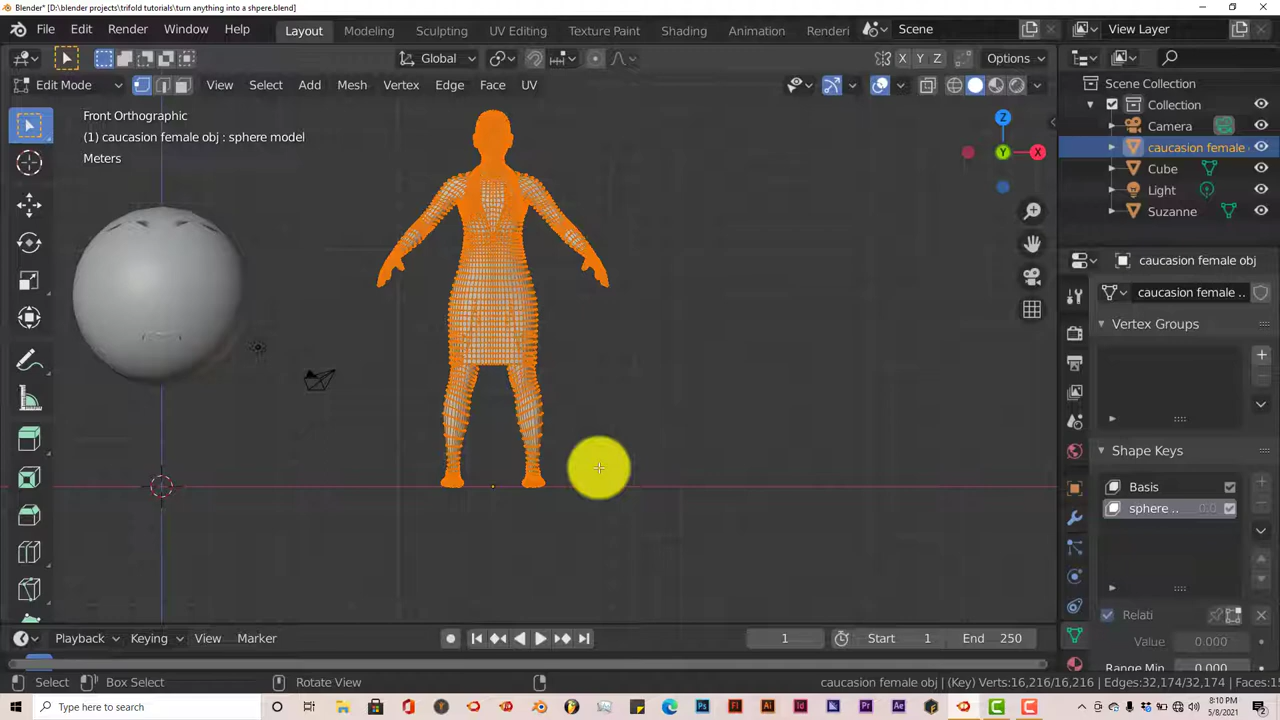 Blender* [D:\blender projects\trifold tutorials\turn anything into a shpere.blend]
File Edit Render Window Help Layout Modeling Sculpting UV Editing Texture Paint Shading Animation Renderi Scene View Layer
Global X Y Z Options
Edit Mode View Select Add Mesh Vertex Edge Face UV
Scene Collection
Collection
Camera
caucasion female
Cube
Light
Suzanne
Front Orthographic
(1) caucasion female obj : sphere model
Meters
Z
Y
X
caucasion female obj
caucasion female ..
Vertex Groups
Shape Keys
Basis
sphere .. 0.0
Relati
Value 0.000
Range Min 0.000
Playback Keying View Marker 1 Start 1 End 250
Select Box Select Rotate View caucasion female obj | (Key) Verts:16,216/16,216 | Edges:32,174/32,174 | Faces:15
Type here to search
8:10 PM
5/8/2021